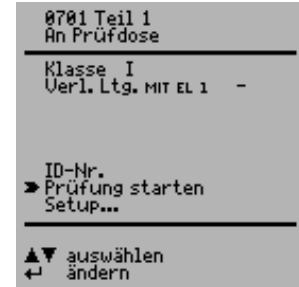 0701 Teil 1
An Prüfdose
Klasse I
Verl. Ltg. MIT EL 1 -
ID-Nr.
Prüfung starten
Setup...
▲▼ auswählen
↵ ändern